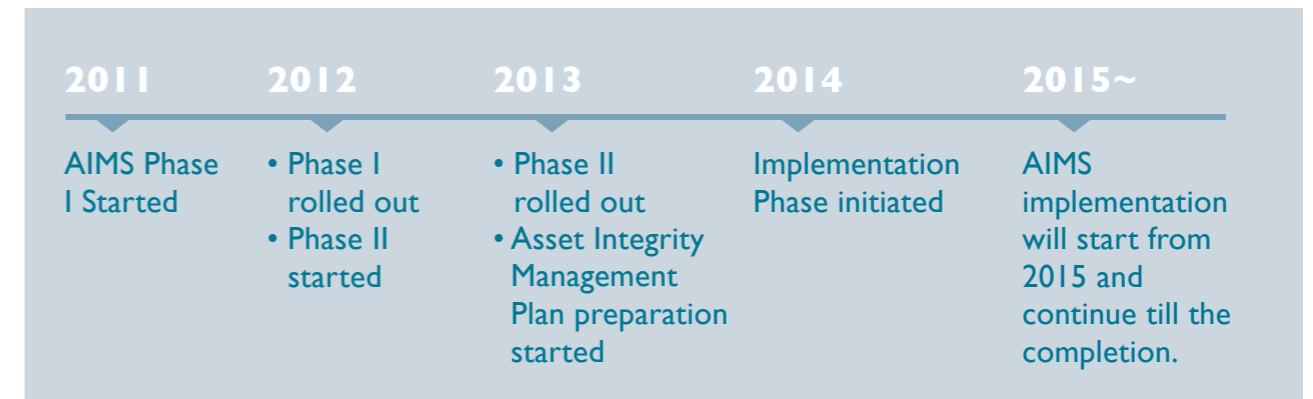 2011 2012 2013 2014 2015~
AIMS Phase
I Started
• Phase I
rolled out
• Phase II
started
• Phase II
rolled out
• Asset Integrity
Management
Plan preparation
started
Implementation
Phase initiated
AIMS
implementation
will start from
2015 and
continue till the
completion.